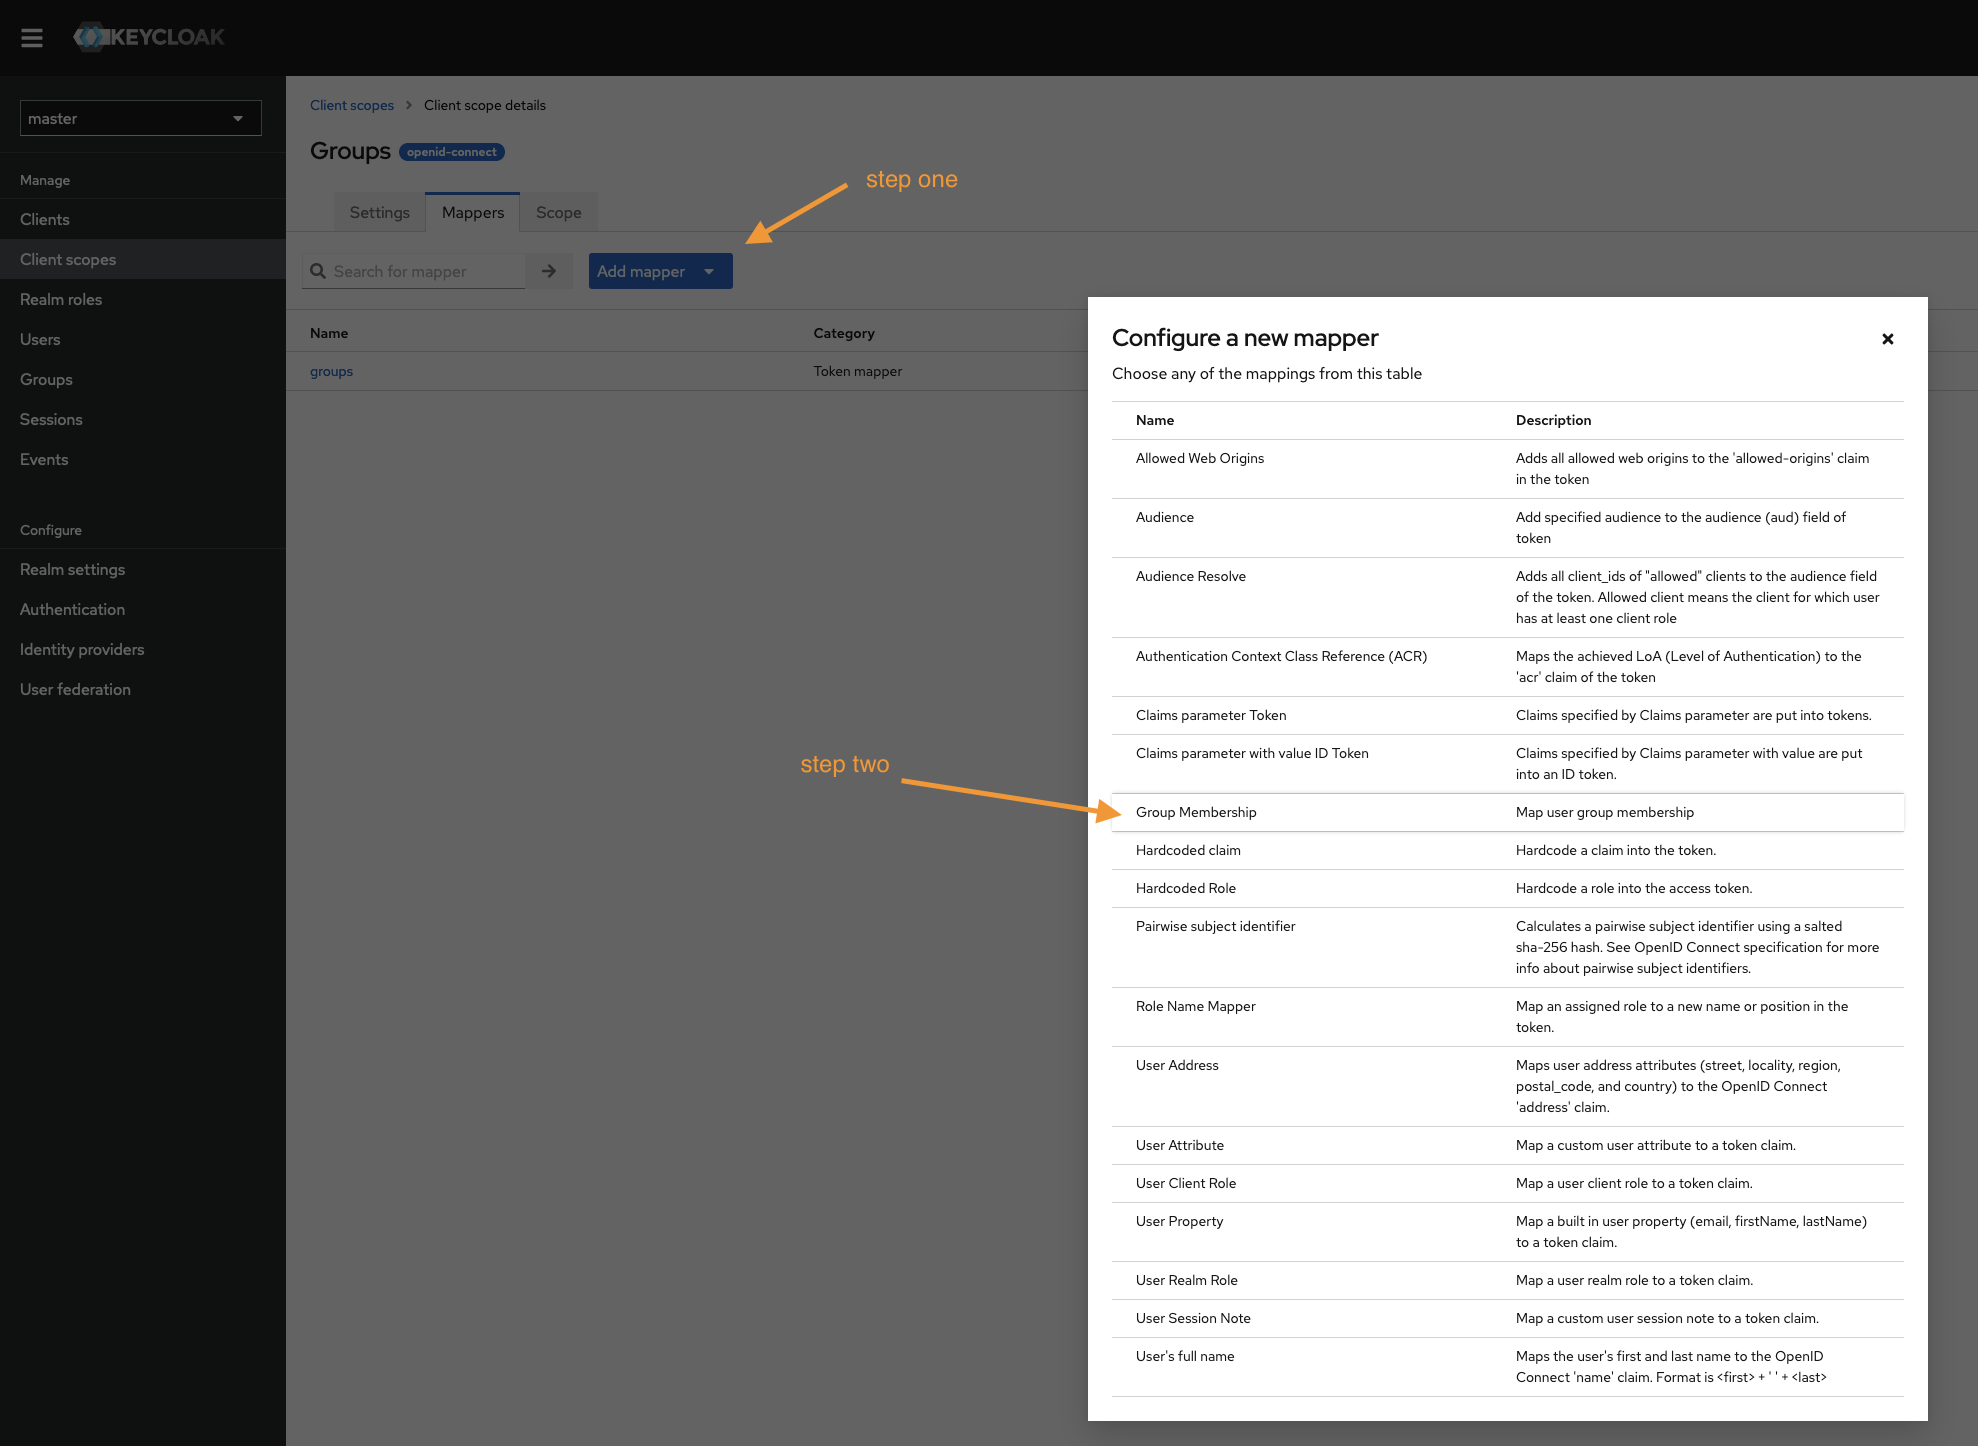 KEYCLOAK
master
Manage
Clients
Client scopes
Realm roles
Users
Groups
Sessions
Events
Configure
Realm settings
Authentication
Identity providers
User federation
Client scopes > Client scope details
Groups openid-connect
Settings Mappers Scope
step one
Search for mapper
Add mapper
Name Category
groups Token mapper
step two
Configure a new mapper
Choose any of the mappings from this table
Name Description
Allowed Web Origins Adds all allowed web origins to the 'allowed-origins' claim
in the token
Audience Add specified audience to the audience (aud) field of
token
Audience Resolve Adds all client_ids of "allowed" clients to the audience field
of the token. Allowed client means the client for which user
has at least one client role
Authentication Context Class Reference (ACR) Maps the achieved LoA (Level of Authentication) to the
'acr' claim of the token
Claims parameter Token Claims specified by Claims parameter are put into tokens.
Claims parameter with value ID Token Claims specified by Claims parameter with value are put
into an ID token.
Group Membership Map user group membership
Hardcoded claim Hardcode a claim into the token.
Hardcoded Role Hardcode a role into the access token.
Pairwise subject identifier Calculates a pairwise subject identifier using a salted
sha-256 hash. See OpenID Connect specification for more
info about pairwise subject identifiers.
Role Name Mapper Map an assigned role to a new name or position in the
token.
User Address Maps user address attributes (street, locality, region,
postal_code, and country) to the OpenID Connect
'address' claim.
User Attribute Map a custom user attribute to a token claim.
User Client Role Map a user client role to a token claim.
User Property Map a built in user property (email, firstName, lastName)
to a token claim.
User Realm Role Map a user realm role to a token claim.
User Session Note Map a custom user session note to a token claim.
User's full name Maps the user's first and last name to the OpenID
Connect 'name' claim. Format is <first> + ' ' + <last>